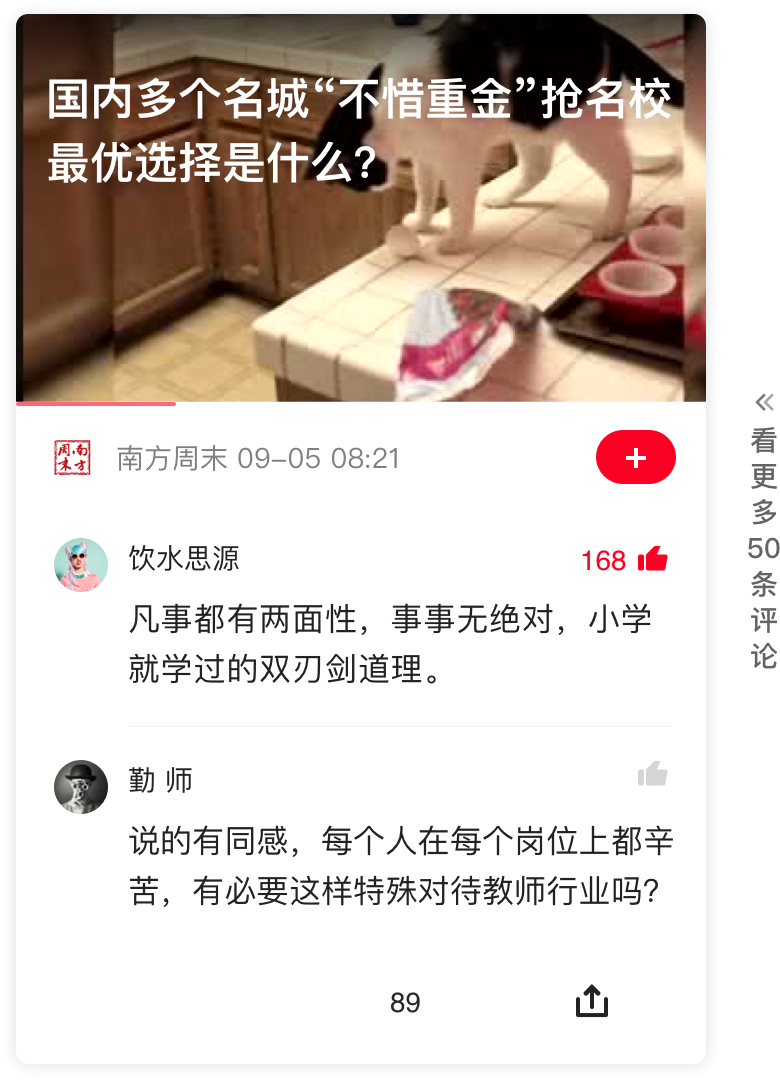 国内多个名城“不惜重金”抢名校
最优选择是什么?
南方周末
南方周末 09-05 08:21
饮水思源
168
凡事都有两面性，事事无绝对，小学
就学过的双刃剑道理。
勤 师
说的有同感，每个人在每个岗位上都辛
苦，有必要这样特殊对待教师行业吗?
89
看更多50条评论